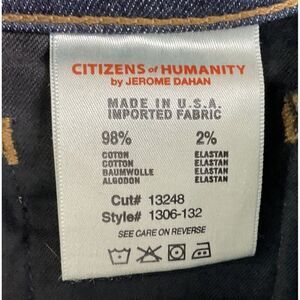 CITIZENS of HUMANITY
by JEROME DAHAN
MADE IN U.S.A.
IMPORTED FABRIC
98% 2%
COTON ELASTAN
COTTON ELASTAN
BAUMWOLLE ELASTAN
ALGODON ELASTAN
Cut# 13248
Style# 1306-132
SEE CARE ON REVERSE